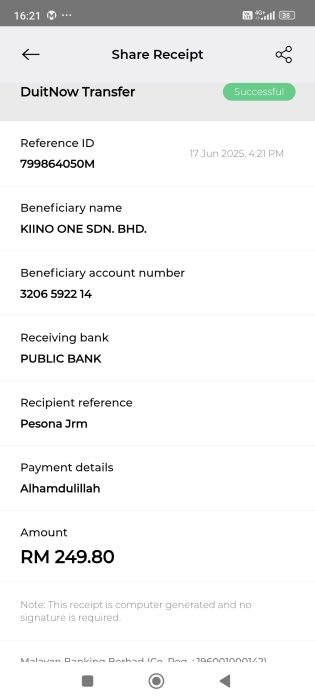 16:21
4G+
38
Share Receipt
DuitNow Transfer
Successful
Reference ID
799864050M
17 Jun 2025, 4:21 PM
Beneficiary name
KIINO ONE SDN. BHD.
Beneficiary account number
3206 5922 14
Receiving bank
PUBLIC BANK
Recipient reference
Pesona Jrm
Payment details
Alhamdulillah
Amount
RM 249.80
Note: This receipt is computer generated and no
signature is required.
Malayan Banking Berhad (Co. Reg. : 196001000142)